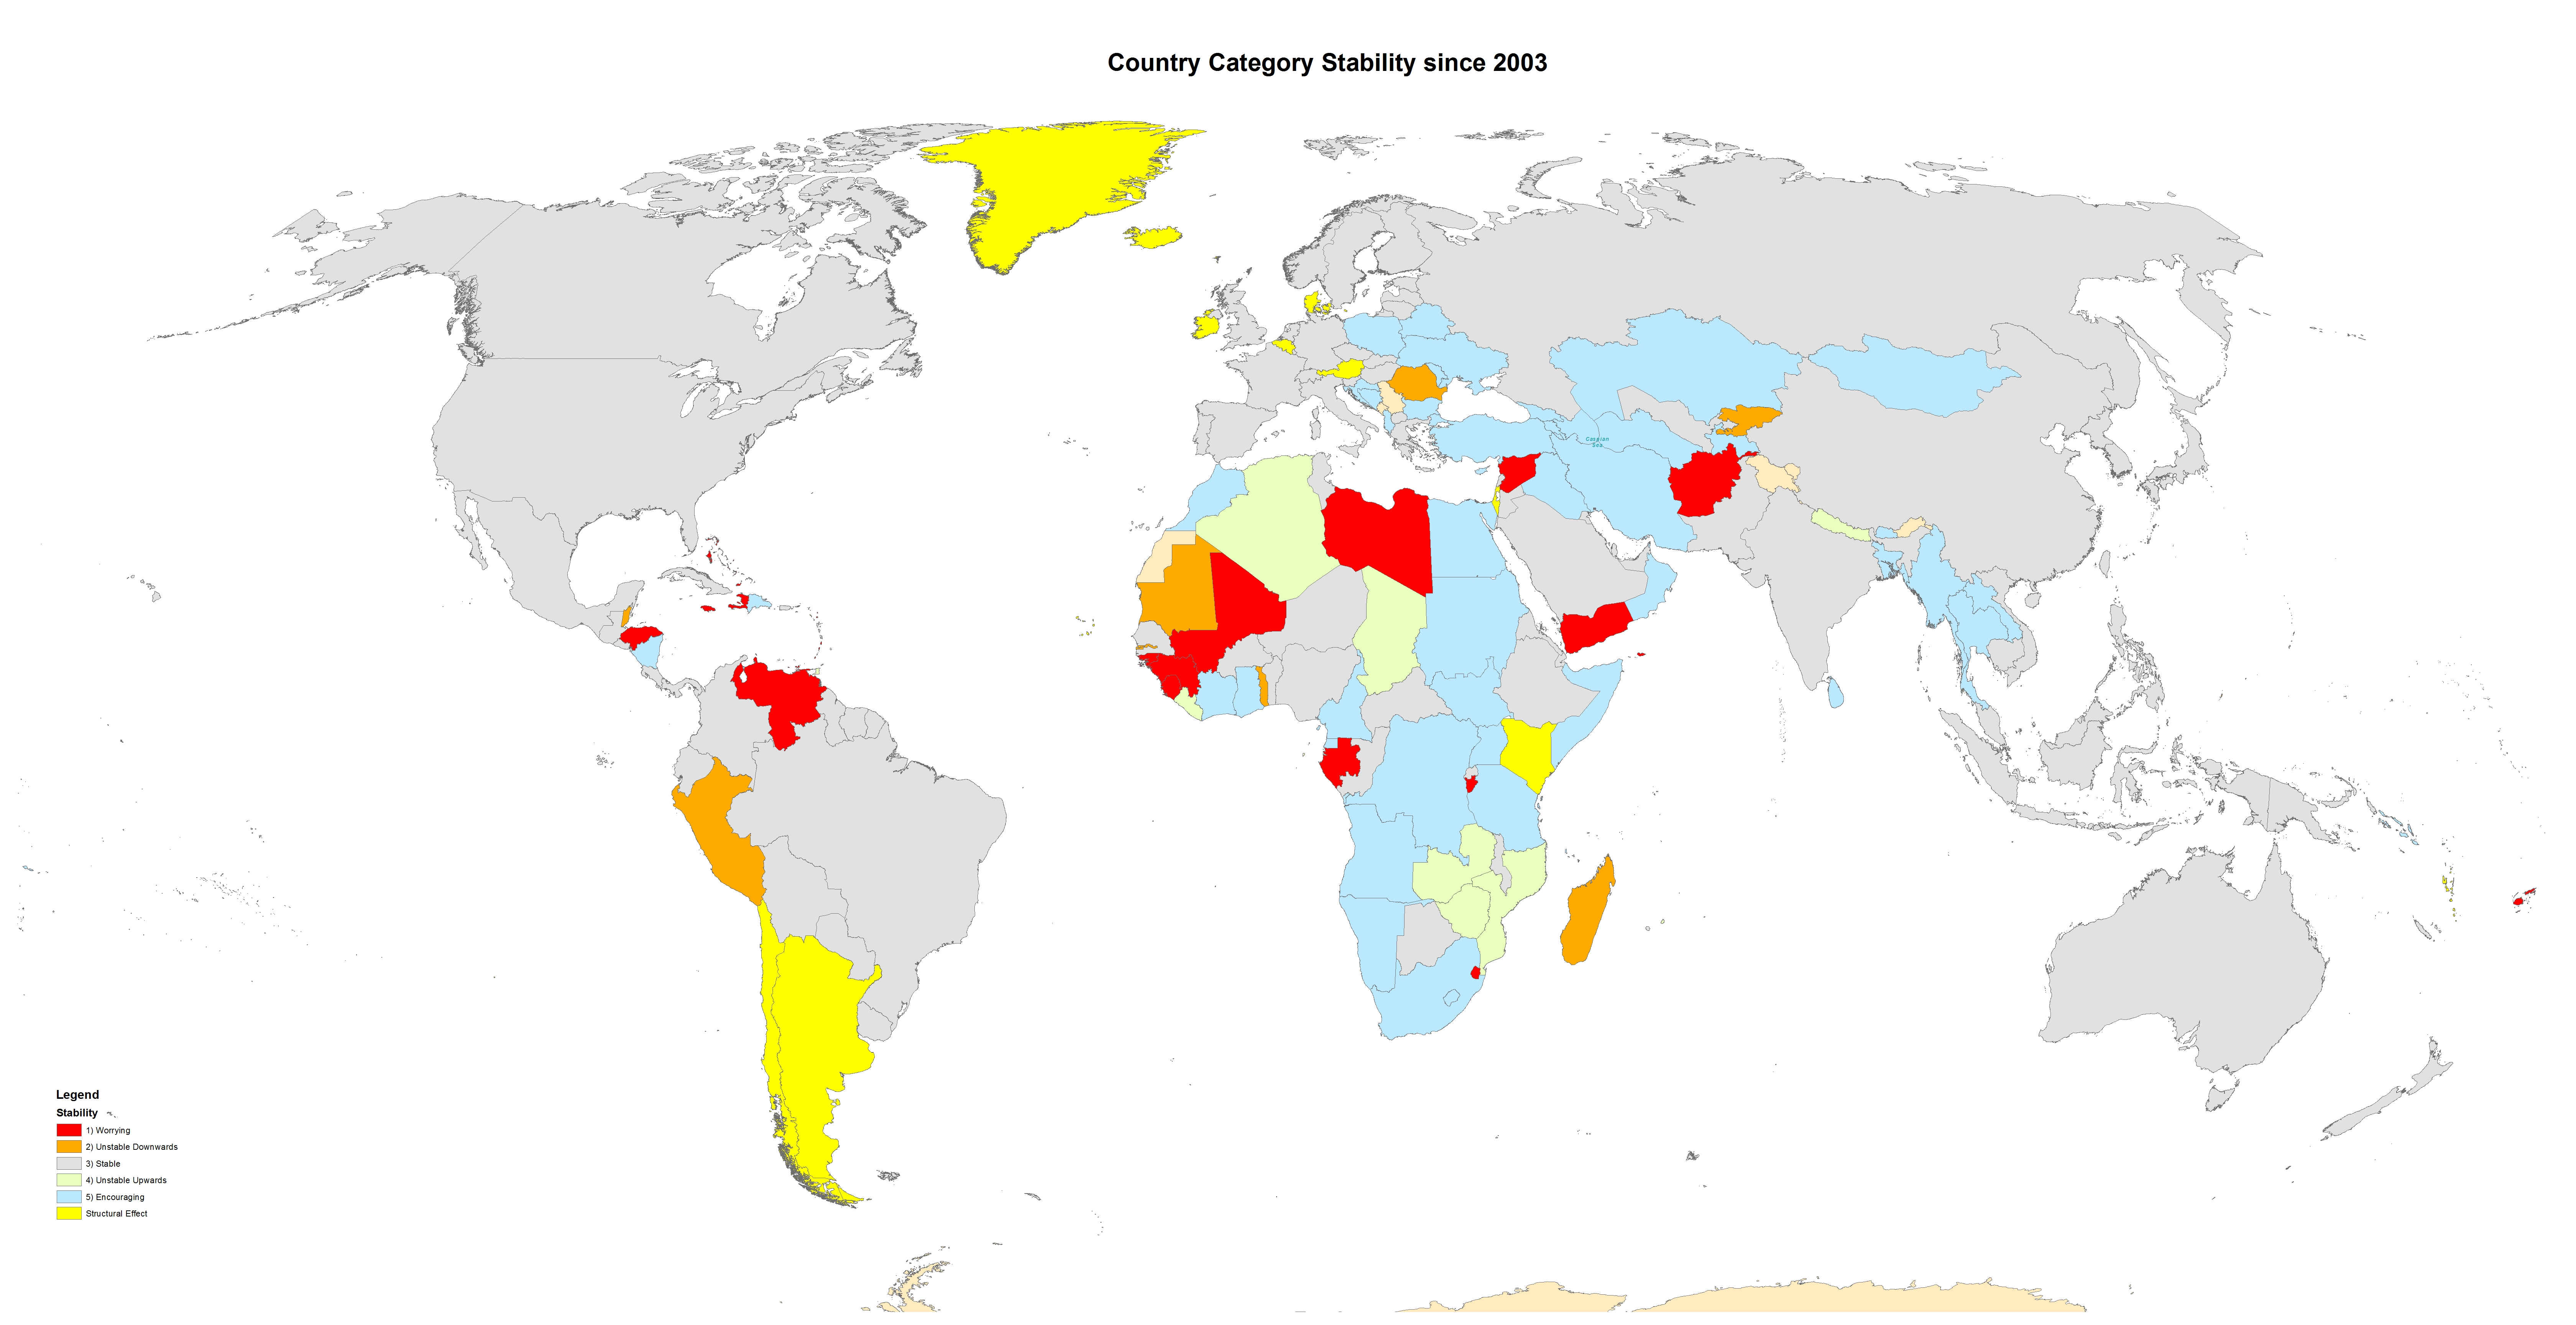 Country Category Stability since 2003
Caspian
Sea
Legend
Stability
1) Worrying
2) Unstable Downwards
3) Stable
4) Unstable Upwards
5) Encouraging
Structural Effect